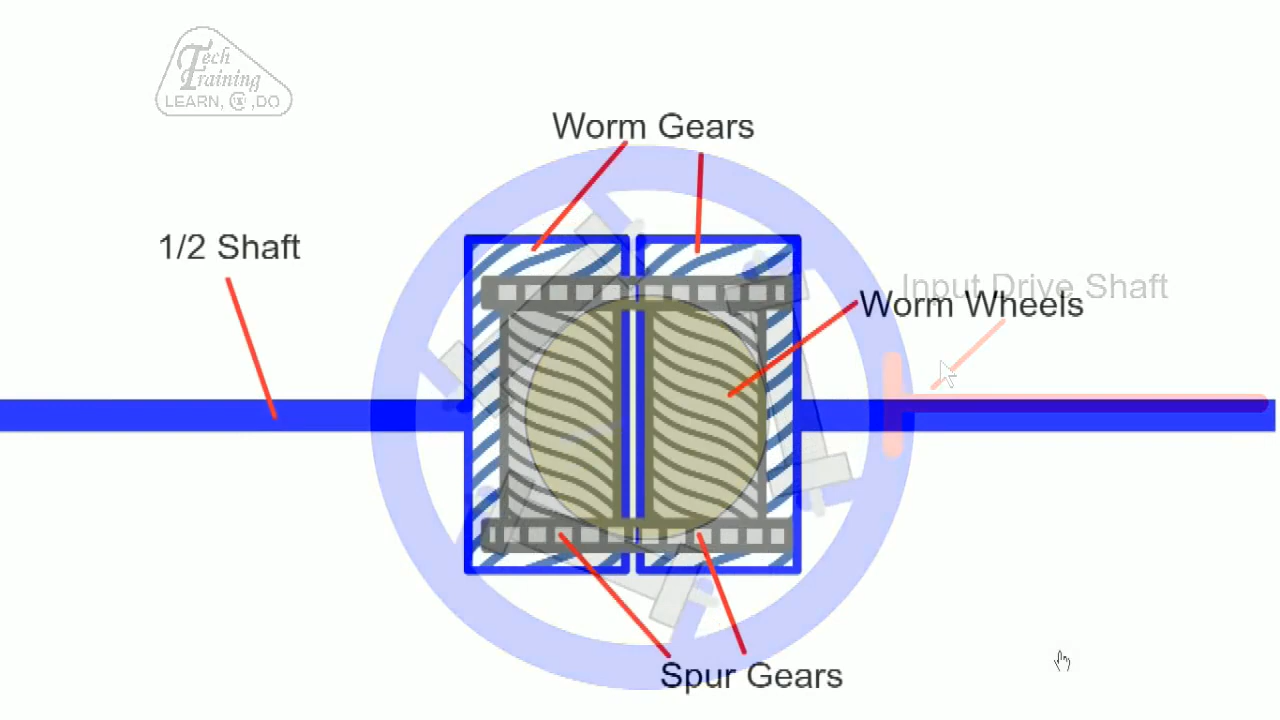 Tech
Training
LEARN, @ ,DO
Worm Gears
1/2 Shaft
Input Drive Shaft
Worm Wheels
Spur Gears